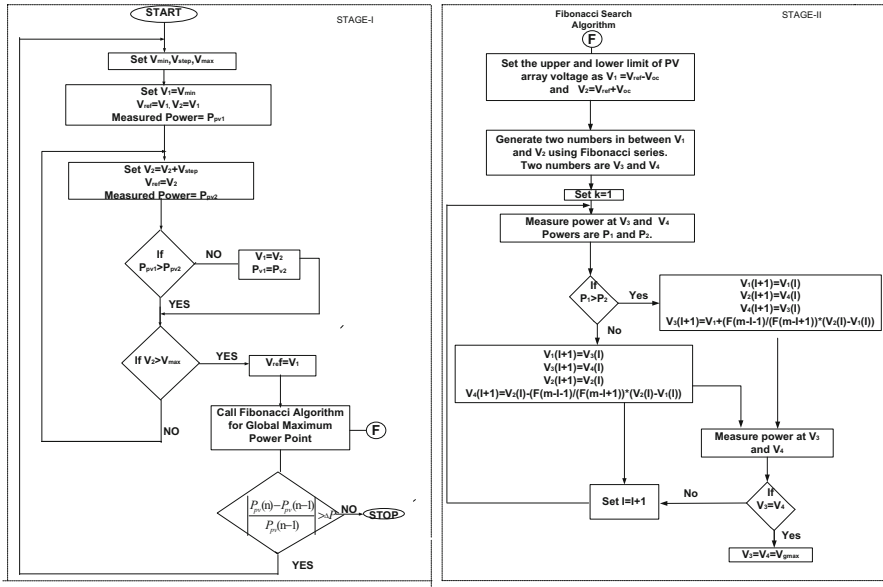 START
STAGE-I
Set Vmin,Vstep,Vmax
Set V1=Vmin
Vref=V1, V2=V1
Measured Power= Ppv1
Set V2=V2+Vstep
Vref=V2
Measured Power= Ppv2
If
Ppv1>Ppv2
NO
V1=V2
Pv1=Pv2
YES
If V2>Vmax
YES
Vref=V1
NO
Call Fibonacci Algorithm
for Global Maximum
Power Point
F
|Ppv(n)−Ppv(n−1)/Ppv(n−1)|>ΔP
NO
STOP
YES
Fibonacci Search
Algorithm
STAGE-II
F
Set the upper and lower limit of PV
array voltage as V1 =Vref-Voc
and V2=Vref+Voc
Generate two numbers in between V1
and V2 using Fibonacci series.
Two numbers are V3 and V4
Set k=1
Measure power at V3 and V4
Powers are P1 and P2.
If
P1>P2
Yes
V1(l+1)=V1(l)
V2(l+1)=V4(l)
V4(l+1)=V3(l)
V3(l+1)=V1+(F(m-l-1)/(F(m-l+1))*(V2(l)-V1(l))
No
V1(l+1)=V3(l)
V3(l+1)=V4(l)
V2(l+1)=V2(l)
V4(l+1)=V2(l)-(F(m-l-1)/(F(m-l+1))*(V2(l)-V1(l))
Measure power at V3
and V4
If
V3=V4
No
Set l=l+1
Yes
V3=V4=Vgmax